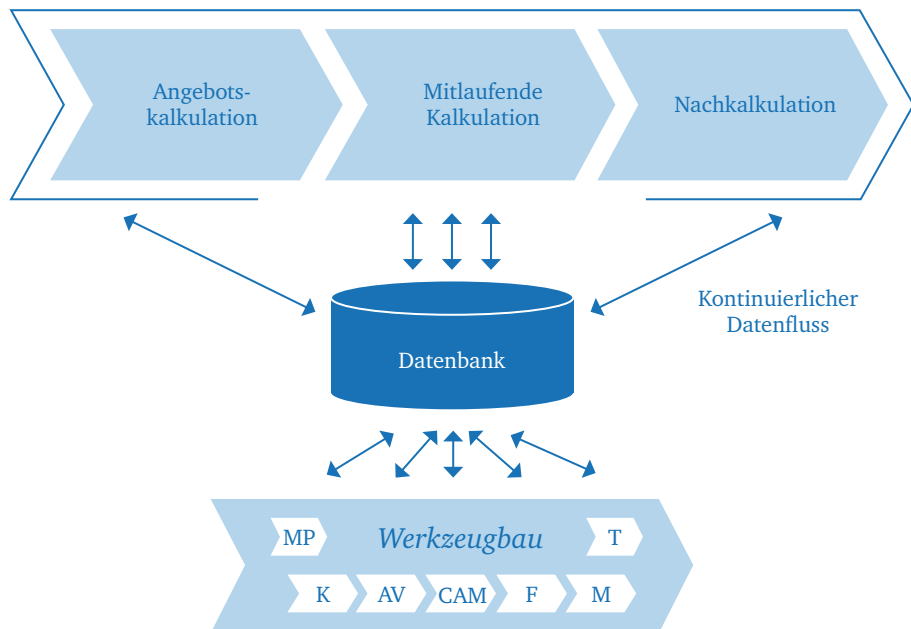 Angebots-
kalkulation
Mitlaufende
Kalkulation
Nachkalkulation
Kontinuierlicher
Datenfluss
Datenbank
MP
Werkzeugbau
T
K
AV
CAM
F
M